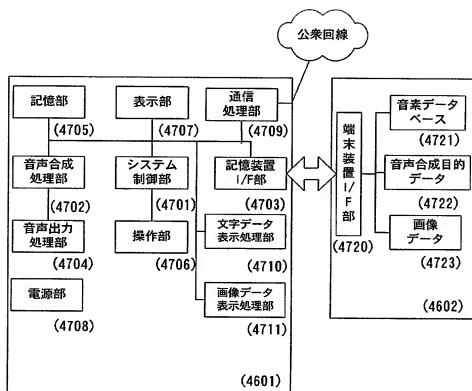 公衆回線
記憶部
(4705)
表示部
(4707)
通信
処理部
(4709)
音声合成
処理部
(4702)
システム
制御部
(4701)
記憶装置
I/F部
(4703)
音声出力
処理部
(4704)
操作部
(4706)
文字データ
表示処理部
(4710)
電源部
(4708)
画像データ
表示処理部
(4711)
(4601)
端末装置I/F部
(4720)
音素データ
ベース
(4721)
音声合成目的
データ
(4722)
画像
データ
(4723)
(4602)